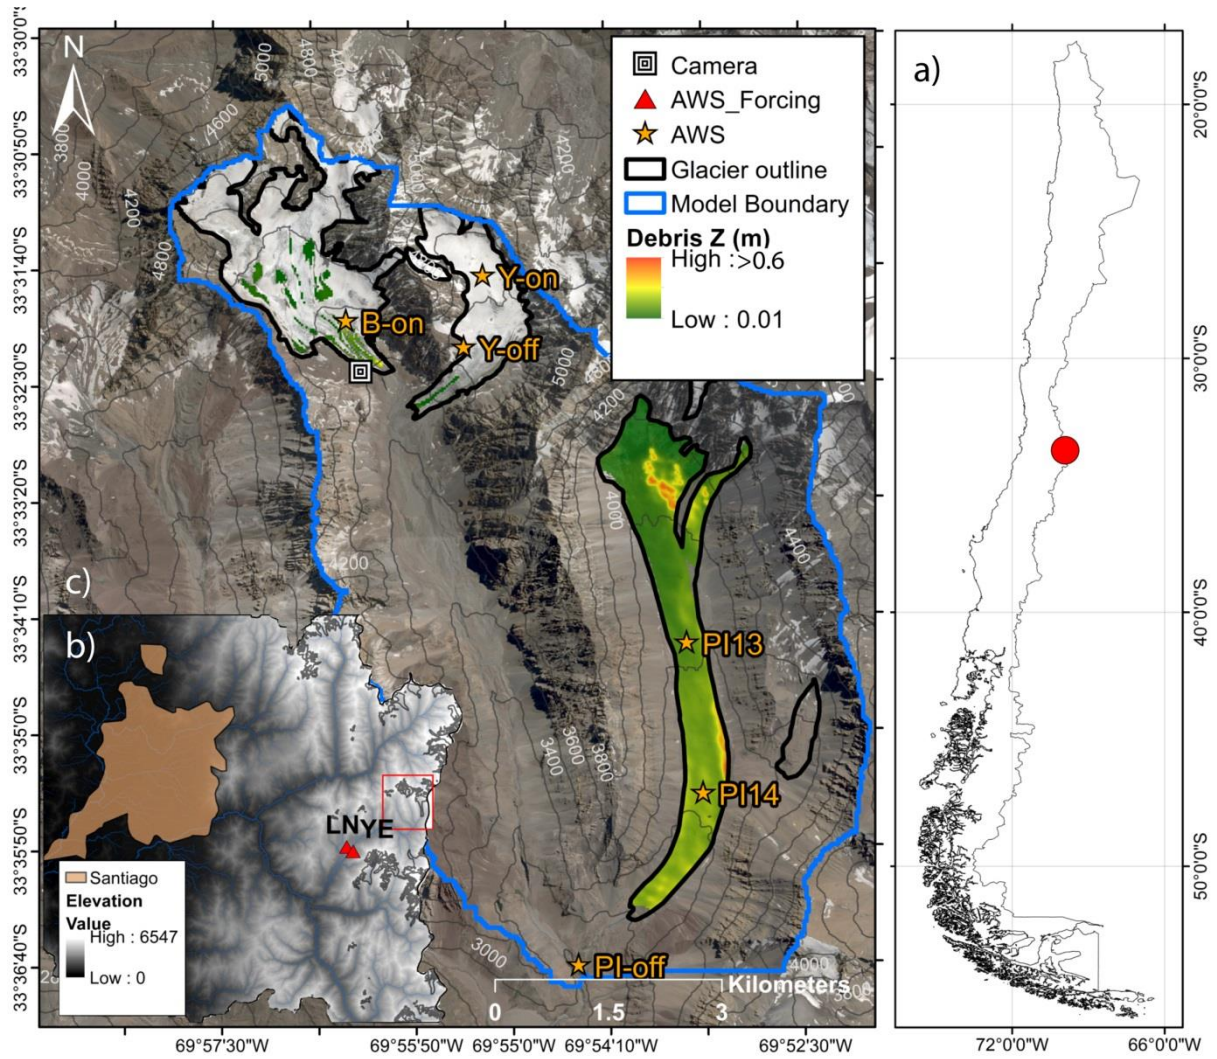 N
Camera
AWS_Forcing
AWS
Glacier outline
Model Boundary
Debris Z (m)
High :>0.6
Low : 0.01
a)
33°30'0"S
33°30'50"S
33°31'40"S
33°32'30"S
33°33'20"S
33°34'10"S
33°35'0"S
33°35'50"S
33°36'40"S
5000
4800
4600
3800
4000
4200
4800
4200
5000
4800
4200
4000
4400
4200
3400
3600
3800
3000
4000
Y-on
B-on
Y-off
PI13
PI14
PI-off
c)
b)
LN
YE
Santiago
Elevation
Value
High : 6547
Low : 0
Kilometers
0
1.5
3
69°57'30"W
69°55'50"W
69°55'0"W
69°54'10"W
69°52'30"W
20°0'0"S
30°0'0"S
40°0'0"S
50°0'0"S
72°0'0"W
66°0'0"W